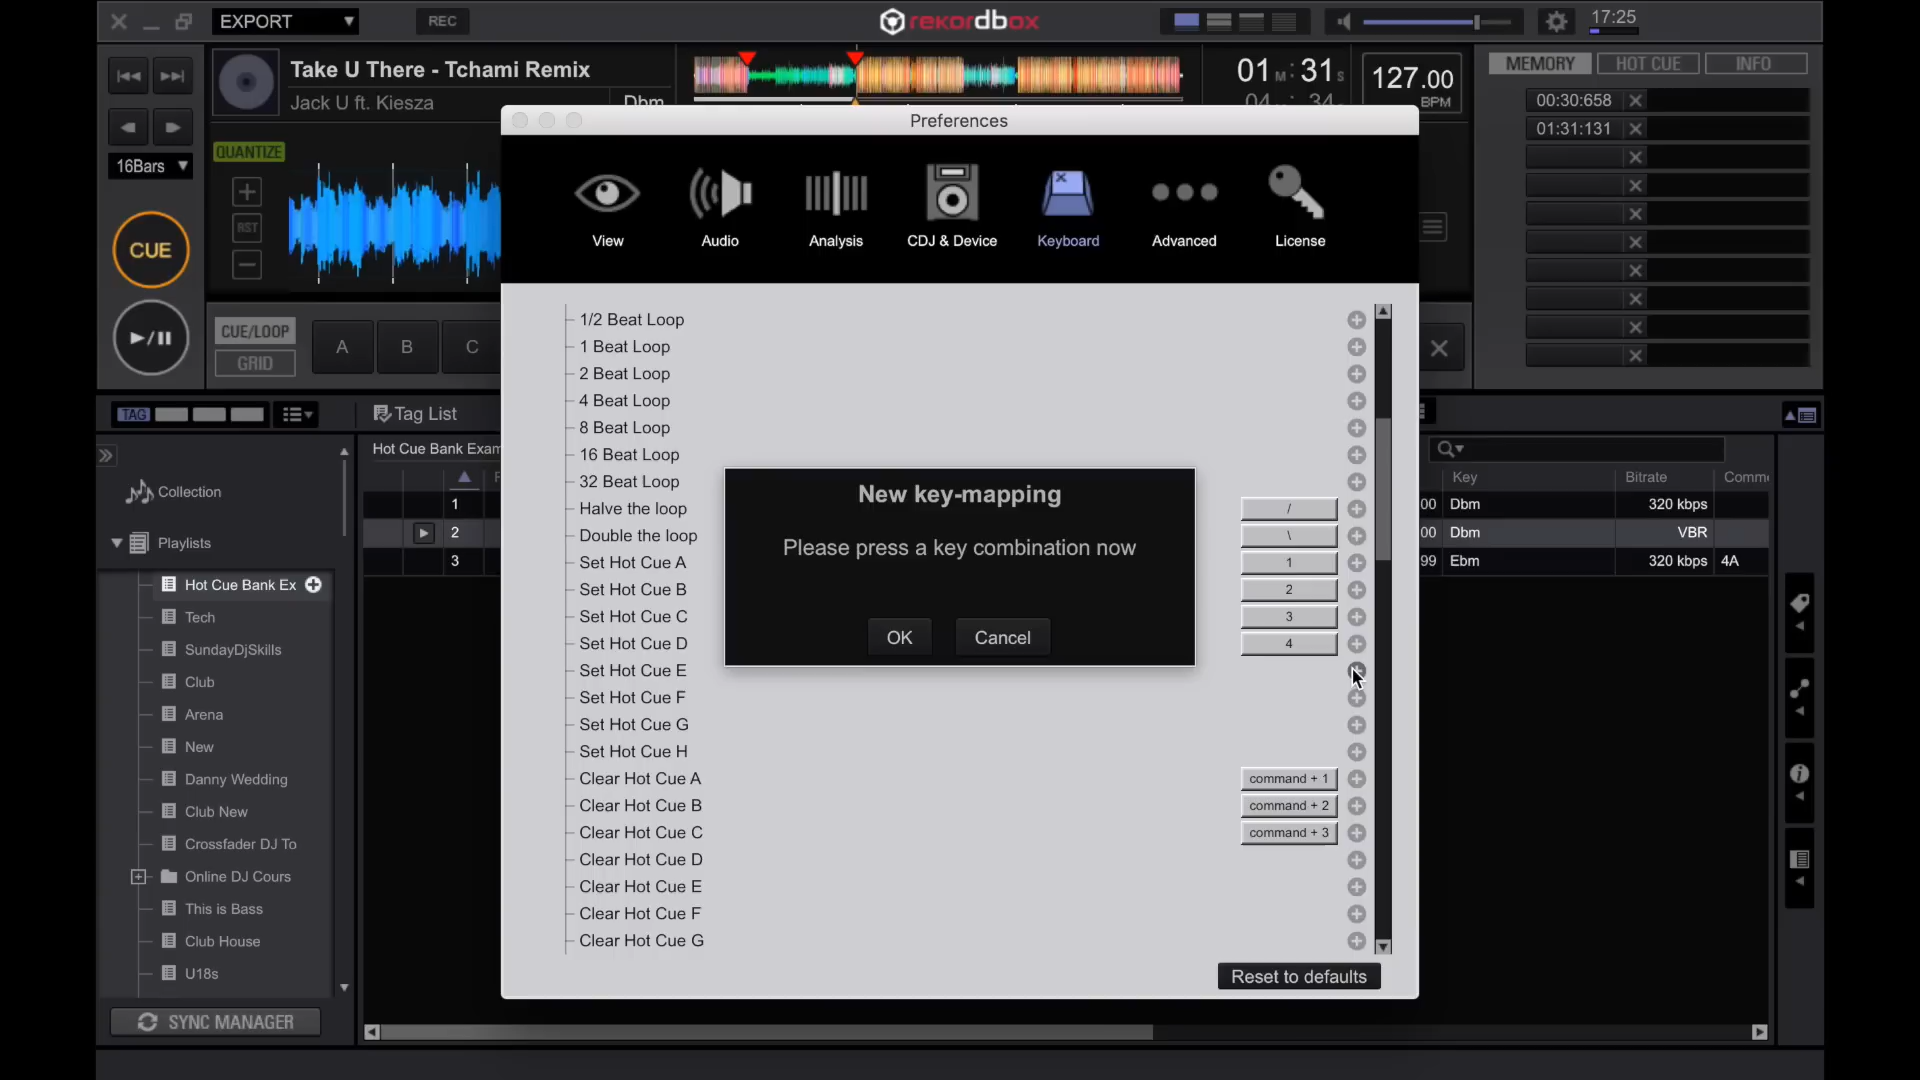 EXPORT
REC
rekordbox
17:25
Take U There - Tchami Remix
Jack U ft. Kiesza
Dbm
01 M : 31 S
127.00
BPM
MEMORY
HOT CUE
INFO
00:30:658
01:31:131
16Bars
QUANTIZE
RST
CUE
CUE/LOOP
GRID
A
B
C
Preferences
View
Audio
Analysis
CDJ & Device
Keyboard
Advanced
License
1/2 Beat Loop
1 Beat Loop
2 Beat Loop
4 Beat Loop
8 Beat Loop
16 Beat Loop
32 Beat Loop
Halve the loop /
Double the loop \
Set Hot Cue A 1
Set Hot Cue B 2
Set Hot Cue C 3
Set Hot Cue D 4
Set Hot Cue E
Set Hot Cue F
Set Hot Cue G
Set Hot Cue H
Clear Hot Cue A command + 1
Clear Hot Cue B command + 2
Clear Hot Cue C command + 3
Clear Hot Cue D
Clear Hot Cue E
Clear Hot Cue F
Clear Hot Cue G
Reset to defaults
New key-mapping
Please press a key combination now
OK
Cancel
TAG
Tag List
Hot Cue Bank Exam
Collection
Playlists
Hot Cue Bank Ex
Tech
SundayDjSkills
Club
Arena
New
Danny Wedding
Club New
Crossfader DJ To
Online DJ Cours
This is Bass
Club House
U18s
SYNC MANAGER
1
2
3
Key Bitrate Comm
00 Dbm 320 kbps
00 Dbm VBR
99 Ebm 320 kbps 4A